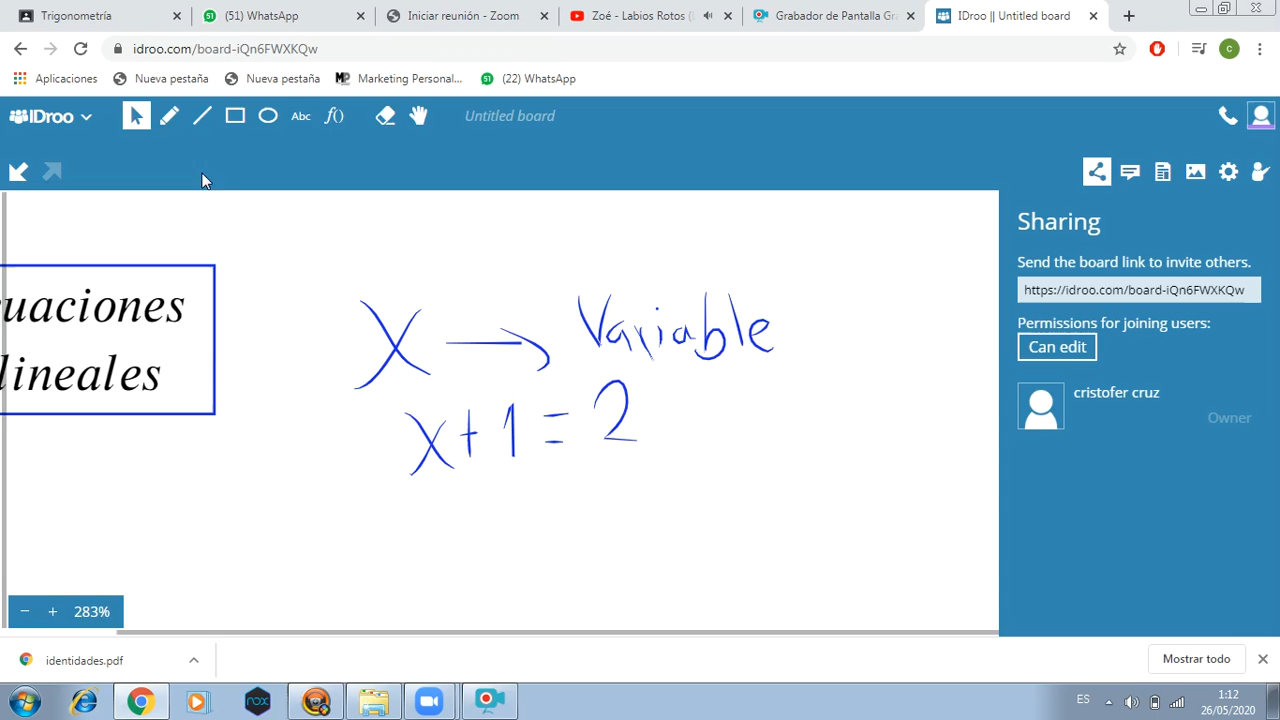 Trigonometría
(51) WhatsApp
Iniciar reunión - Zoom
Zoé - Labios Rotos
Grabador de Pantalla Gra
IDroo || Untitled board
idroo.com/board-iQn6FWXKQw
c
Aplicaciones
Nueva pestaña
Nueva pestaña
Marketing Personal...
(22) WhatsApp
IDroo
Abc
f()
Untitled board
Sharing
Send the board link to invite others.
https://idroo.com/board-iQn6FWXKQw
Permissions for joining users:
Can edit
cristofer cruz
Owner
cuaciones
lineales
X → Variable
x + 1 = 2
− + 283%
identidades.pdf
Mostrar todo
nox
ES
1:12
26/05/2020